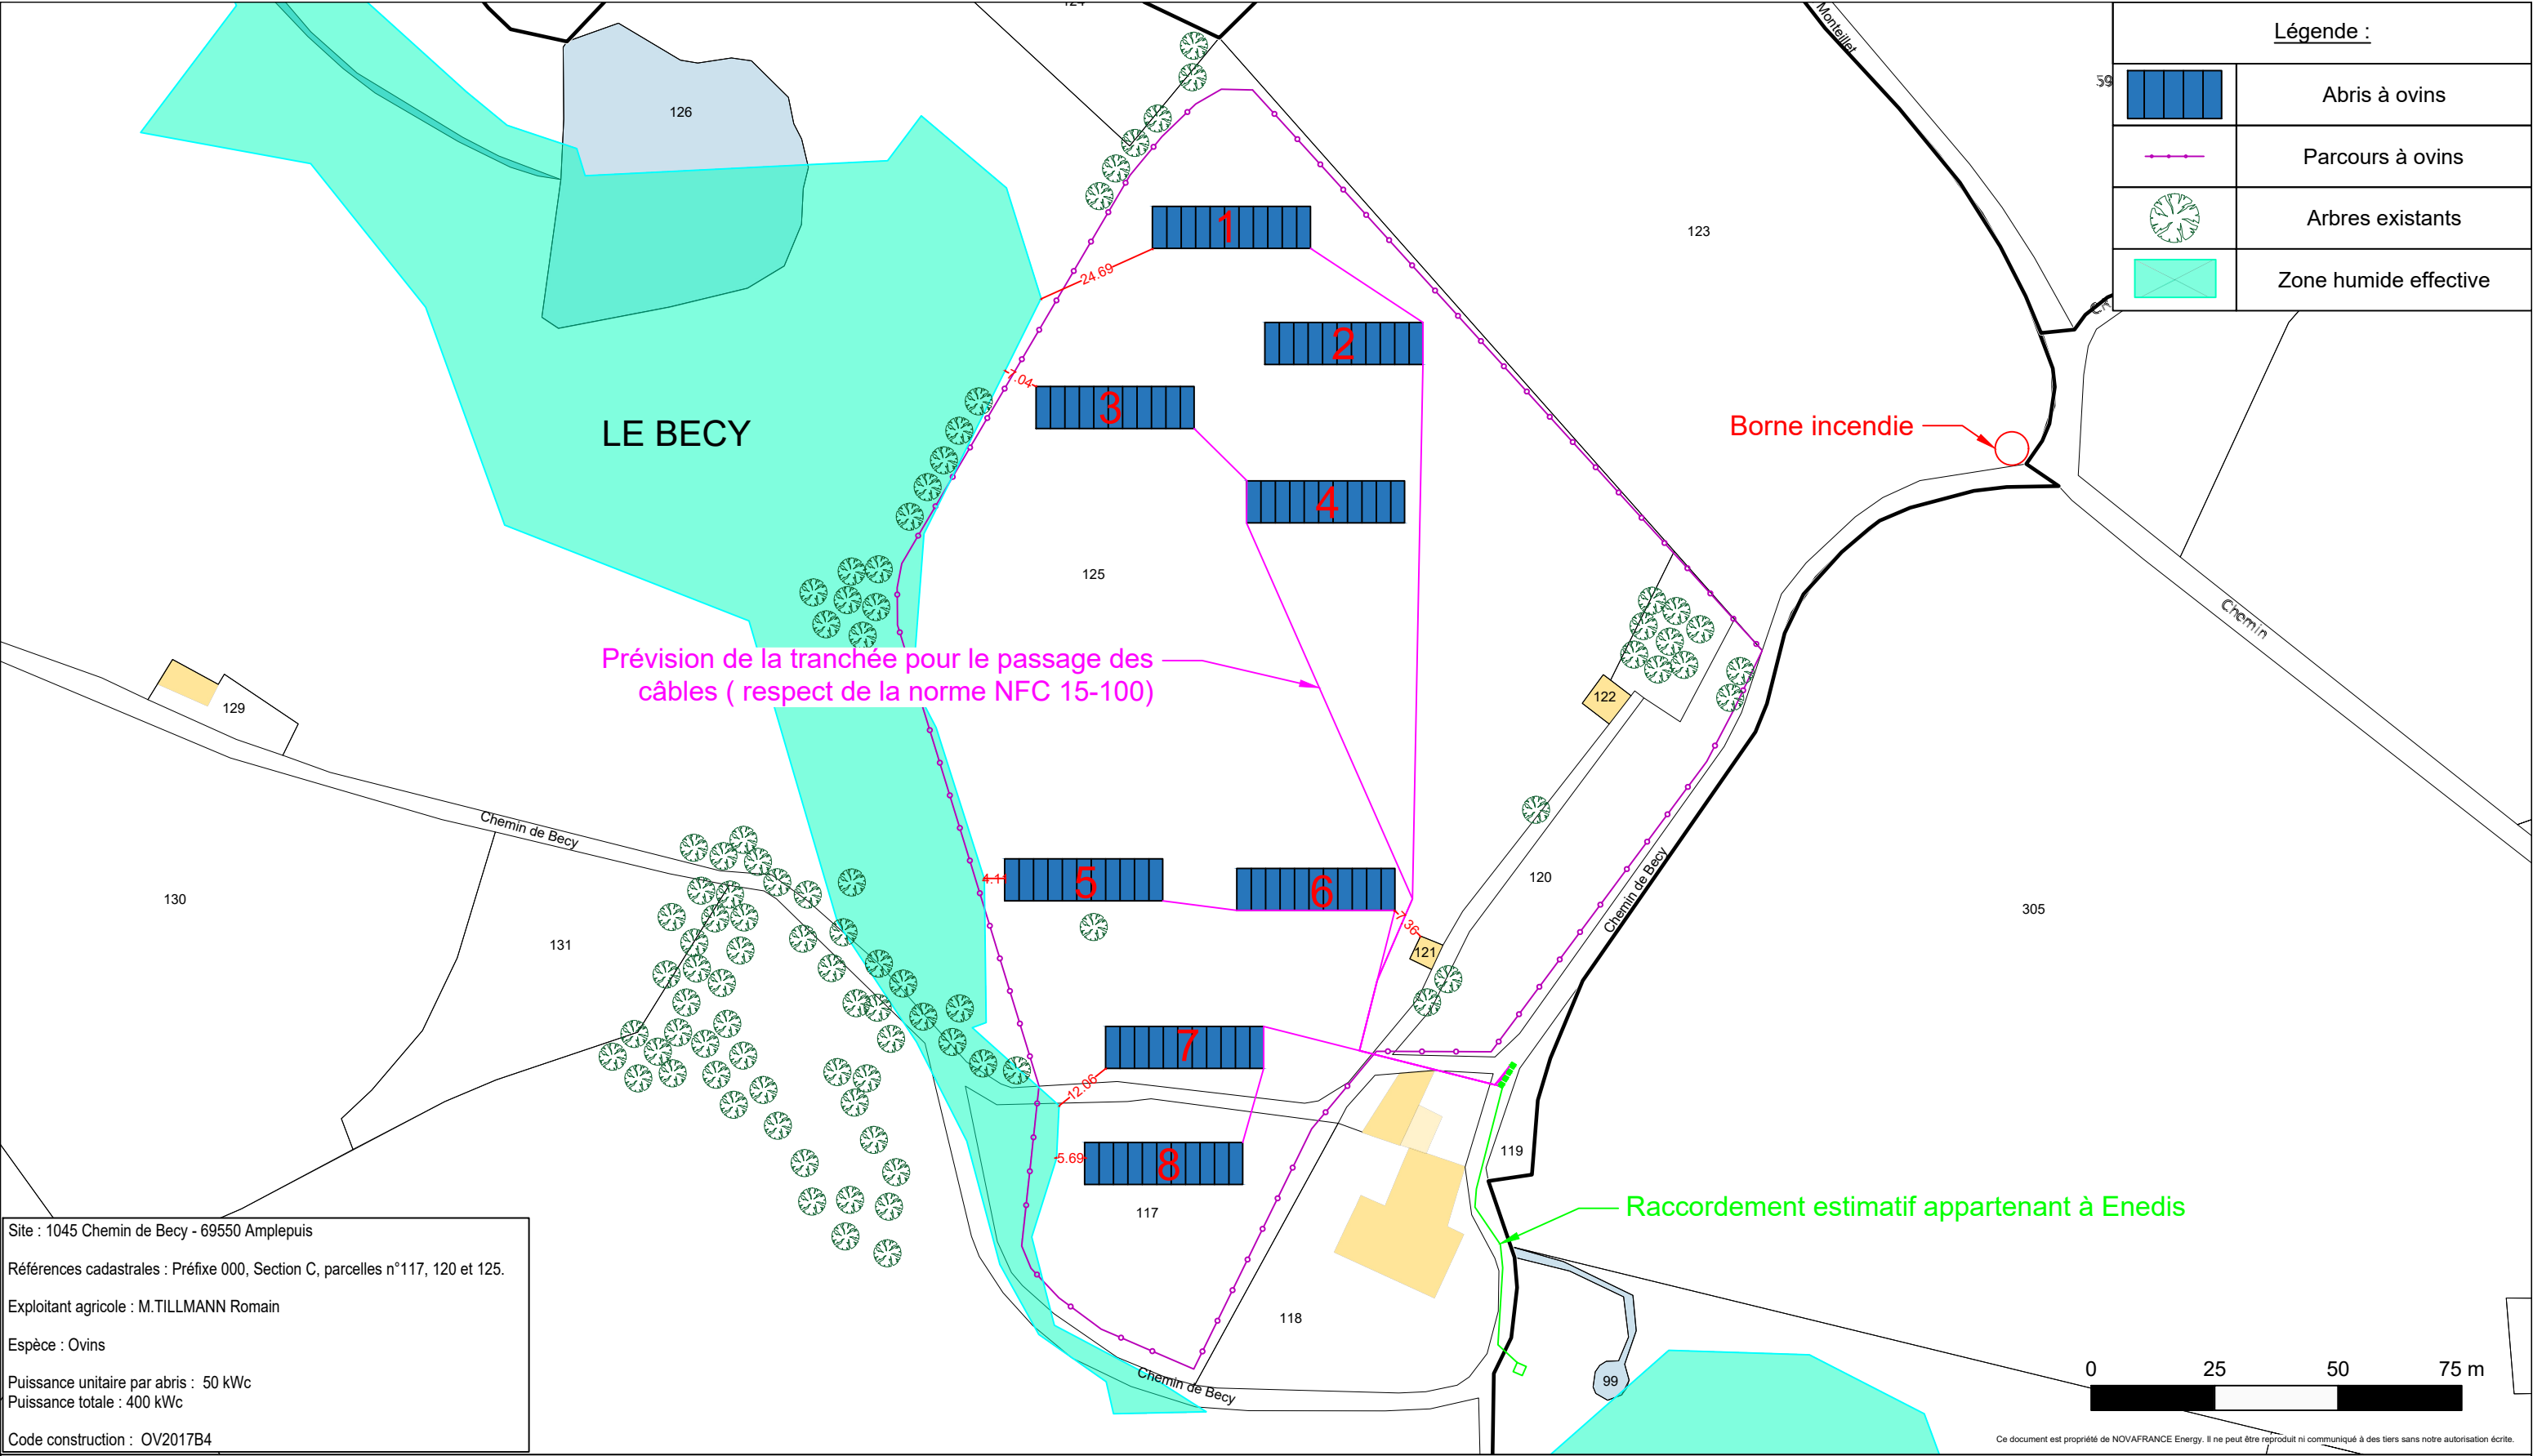 Légende :
Abris à ovins
Parcours à ovins
Arbres existants
Zone humide effective
Monteillet
59
126
123
1
24.69
2
7.04
3
LE BECY
Borne incendie
4
125
Chemin
Prévision de la tranchée pour le passage des
câbles ( respect de la norme NFC 15-100)
122
129
Chemin de Becy
130
131
4.11
5
6
7.36
120
121
Chemin de Becy
305
7
12.06
5.69
8
119
117
Raccordement estimatif appartenant à Enedis
118
99
Chemin de Becy
Site : 1045 Chemin de Becy - 69550 Amplepuis
Références cadastrales : Préfixe 000, Section C, parcelles n°117, 120 et 125.
Exploitant agricole : M.TILLMANN Romain
Espèce : Ovins
Puissance unitaire par abris : 50 kWc
Puissance totale : 400 kWc
Code construction : OV2017B4
0 25 50 75 m
Ce document est propriété de NOVAFRANCE Energy. Il ne peut être reproduit ni communiqué à des tiers sans notre autorisation écrite.